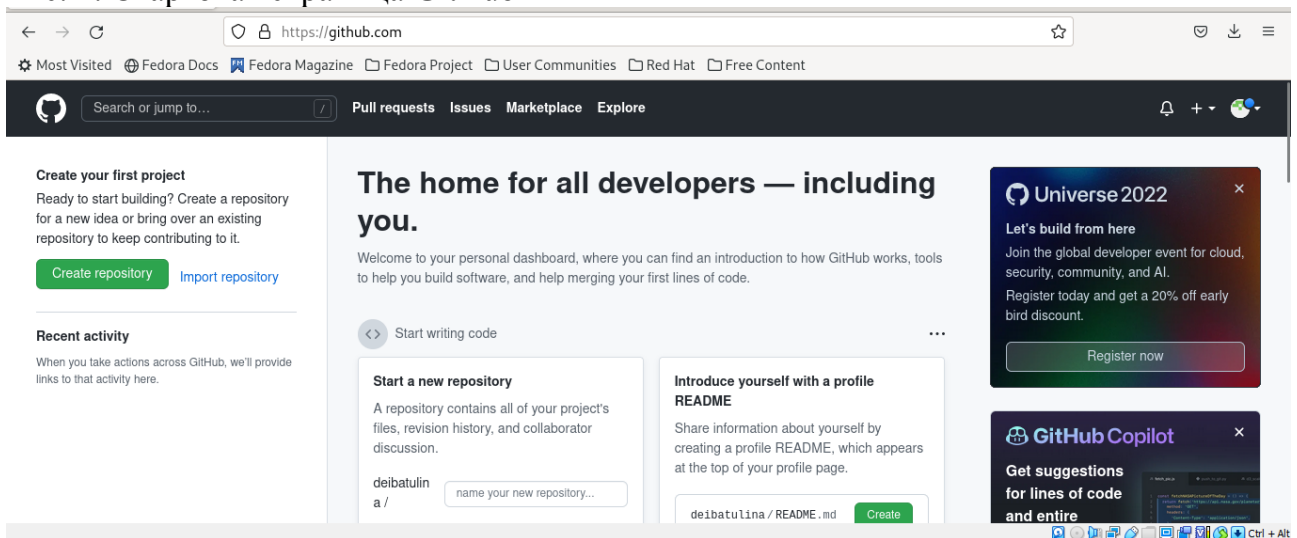 https://github.com
Most Visited Fedora Docs Fedora Magazine Fedora Project User Communities Red Hat Free Content
Search or jump to... / Pull requests Issues Marketplace Explore
Create your first project
Ready to start building? Create a repository
for a new idea or bring over an existing
repository to keep contributing to it.
Create repository Import repository
Recent activity
When you take actions across GitHub, we'll provide
links to that activity here.
The home for all developers — including
you.
Welcome to your personal dashboard, where you can find an introduction to how GitHub works, tools
to help you build software, and help merging your first lines of code.
<> Start writing code
Start a new repository
A repository contains all of your project's
files, revision history, and collaborator
discussion.
deibatulin
a /
name your new repository...
Introduce yourself with a profile
README
Share information about yourself by
creating a profile README, which appears
at the top of your profile page.
deibatulina / README.md Create
Universe 2022
Let's build from here
Join the global developer event for cloud,
security, community, and AI.
Register today and get a 20% off early
bird discount.
Register now
GitHub Copilot
Get suggestions
for lines of code
and entire
Ctrl + Alt